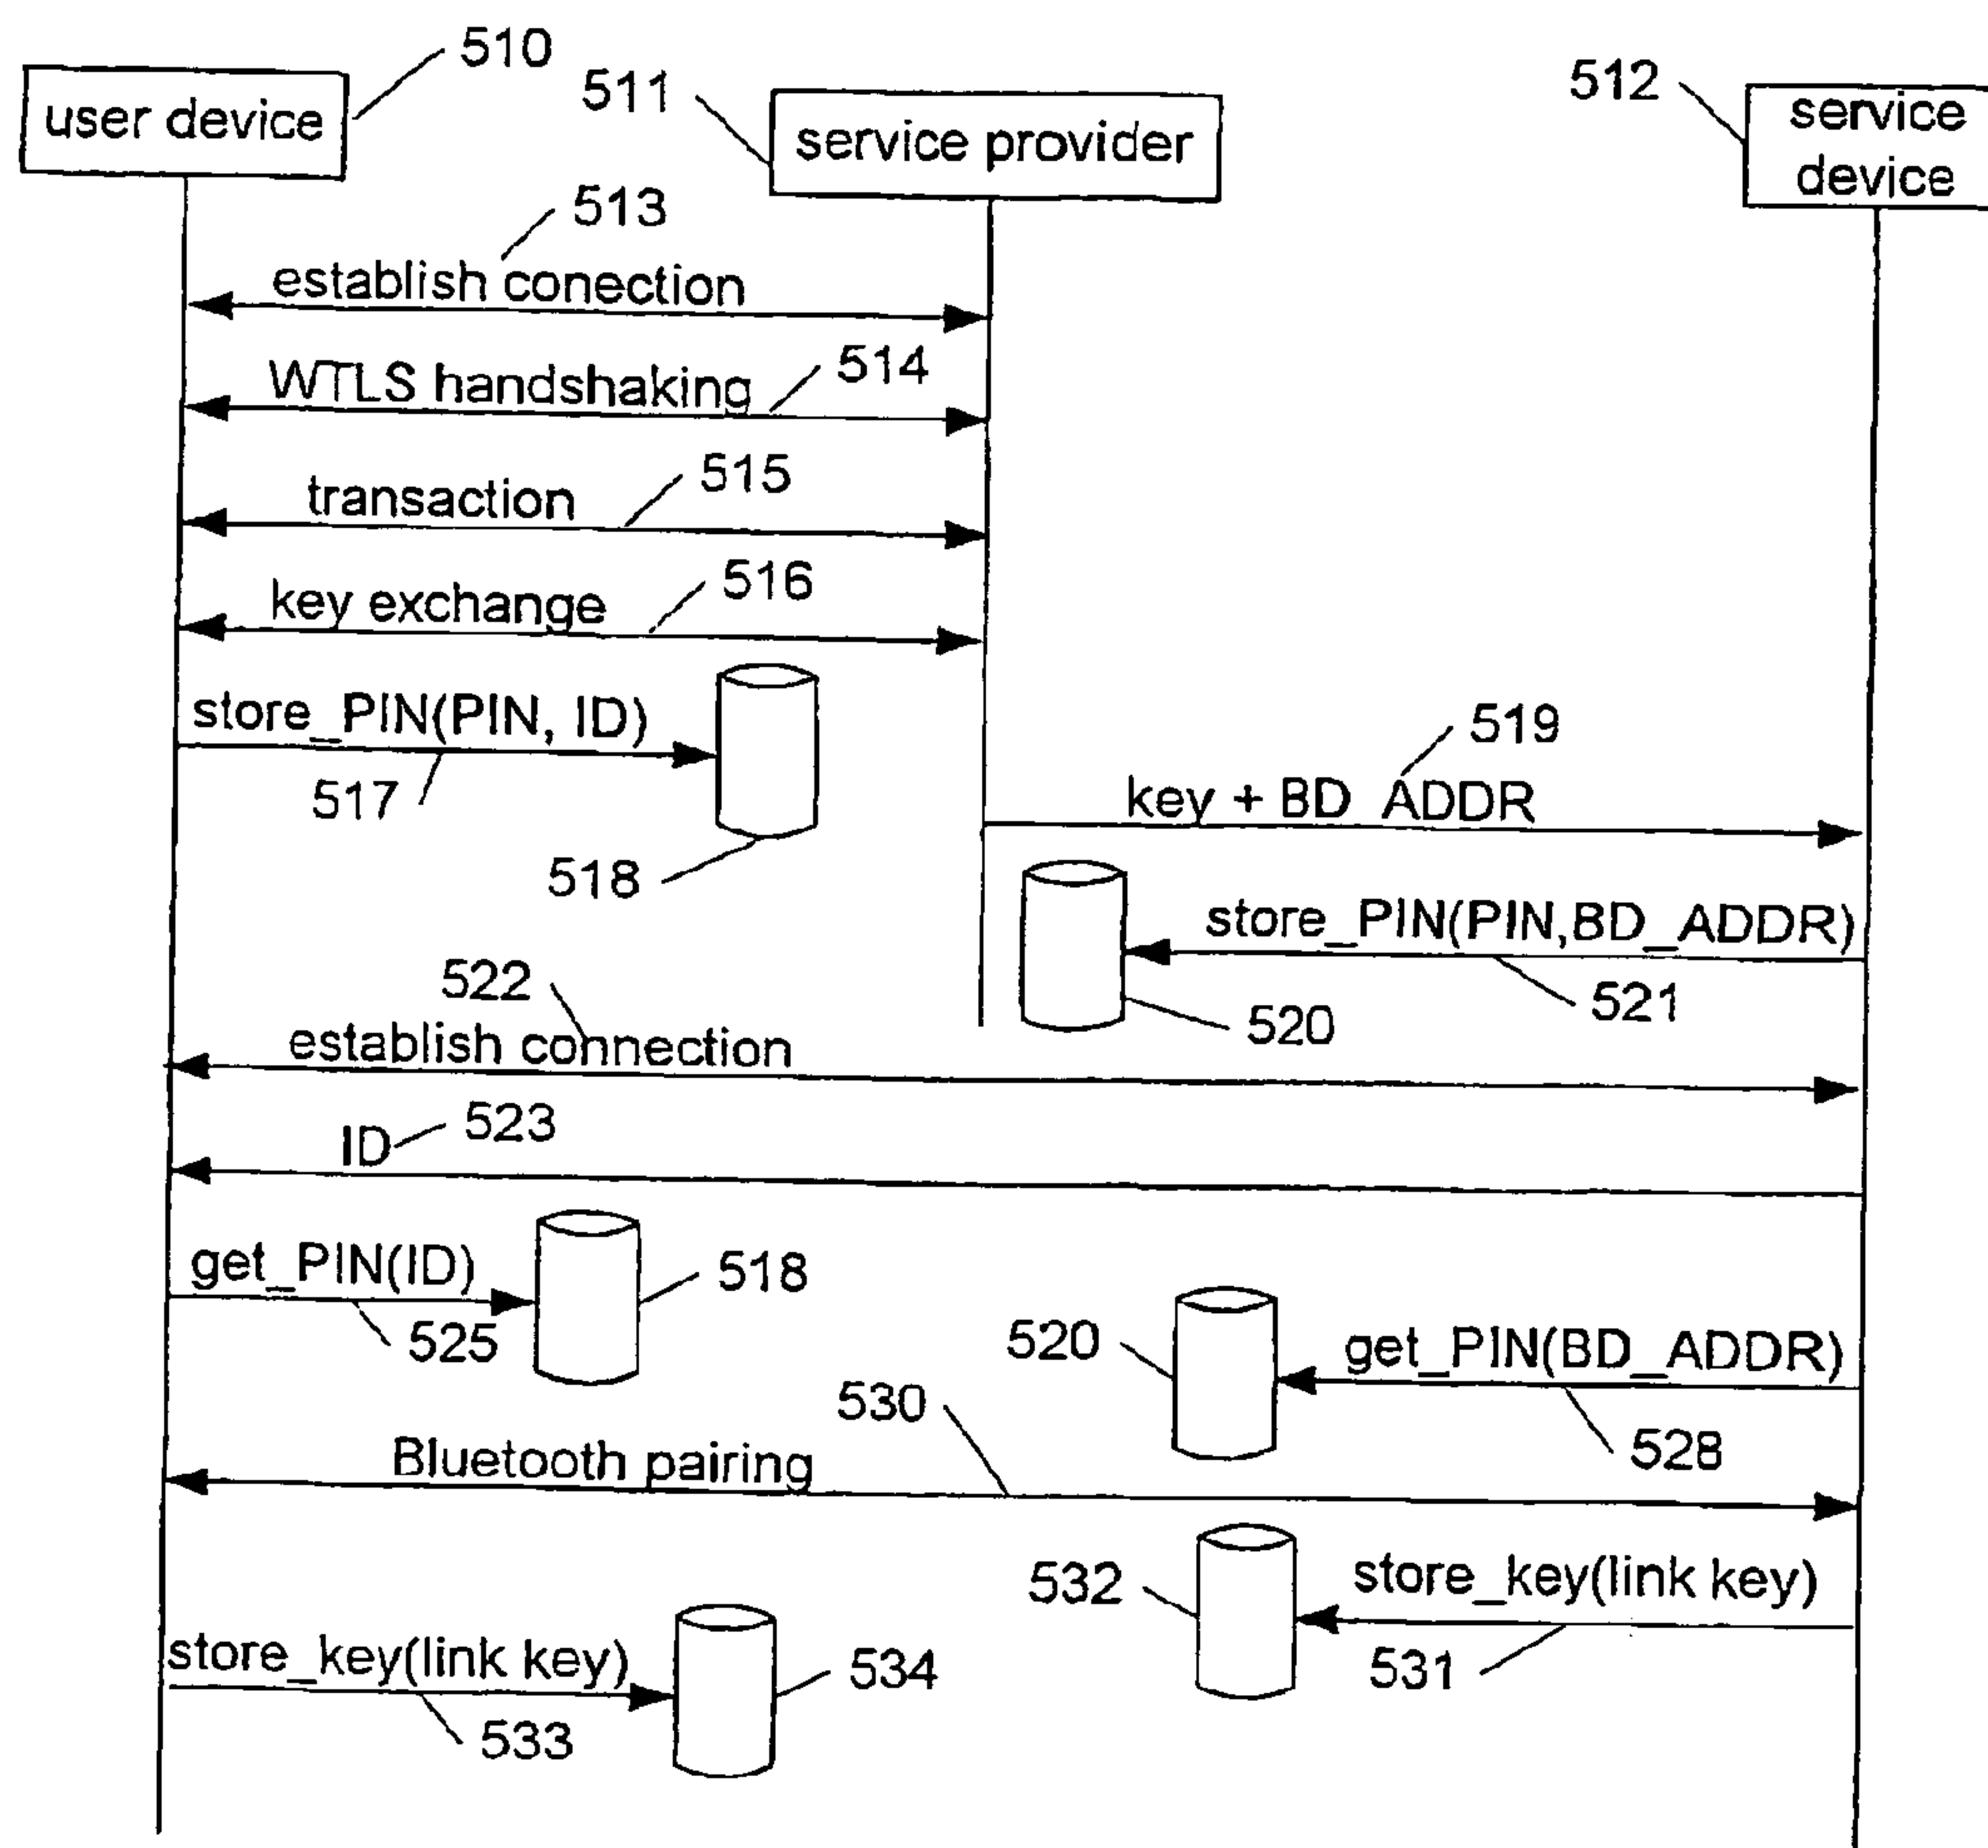 510
user device
511
service provider
512
service
device
513
establish conection
WTLS handshaking
514
transaction
515
key exchange
516
store_PIN(PIN, ID)
517
518
519
key + BD_ADDR
store_PIN(PIN,BD_ADDR)
521
520
522
establish connection
ID
523
get_PIN(ID)
525
518
520
get_PIN(BD_ADDR)
528
530
Bluetooth pairing
532
store_key(link key)
531
store_key(link key)
533
534